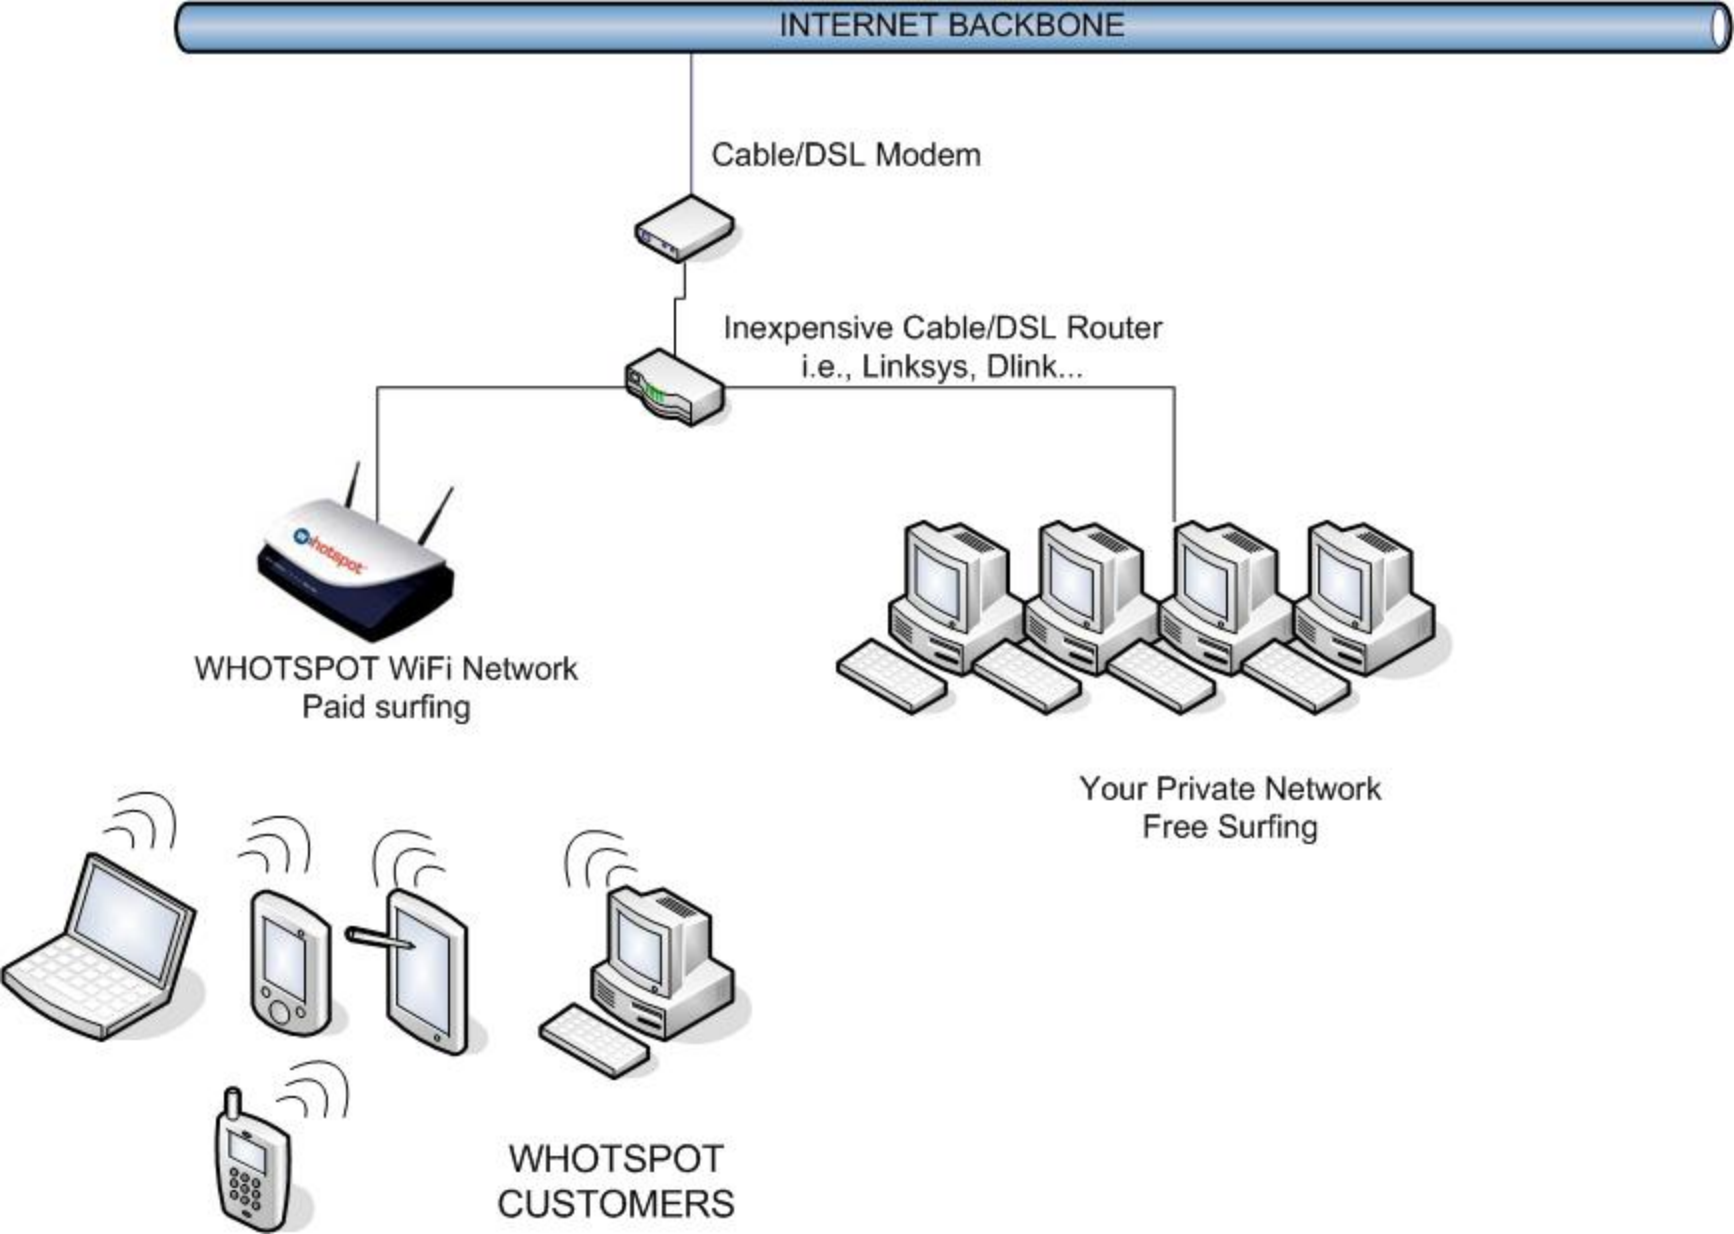 INTERNET BACKBONE
Cable/DSL Modem
Inexpensive Cable/DSL Router
i.e., Linksys, Dlink...
whotspot
WHOTSPOT WiFi Network
Paid surfing
Your Private Network
Free Surfing
WHOTSPOT
CUSTOMERS